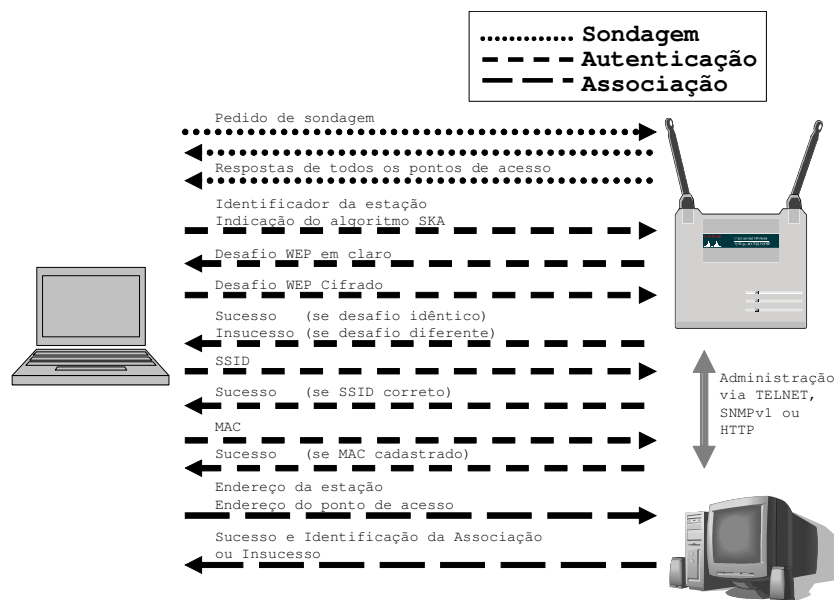 Sondagem
Autenticação
Associação
Pedido de sondagem
Respostas de todos os pontos de acesso
Identificador da estação
Indicação do algoritmo SKA
Desafio WEP em claro
Desafio WEP Cifrado
Sucesso (se desafio idêntico)
Insucesso (se desafio diferente)
SSID
Sucesso (se SSID correto)
MAC
Sucesso (se MAC cadastrado)
Endereço da estação
Endereço do ponto de acesso
Sucesso e Identificação da Associação
ou Insucesso
Administração
via TELNET,
SNMPv1 ou
HTTP